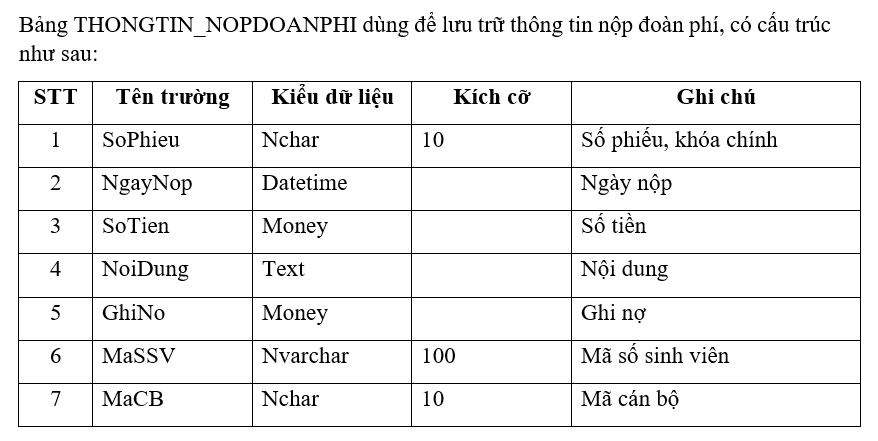 Bảng THONGTIN_NOPDOANPHI dùng để lưu trữ thông tin nộp đoàn phí, có cấu trúc
như sau:
STT Tên trường Kiểu dữ liệu Kích cỡ Ghi chú
1 SoPhieu Nchar 10 Số phiếu, khóa chính
2 NgayNop Datetime Ngày nộp
3 SoTien Money Số tiền
4 NoiDung Text Nội dung
5 GhiNo Money Ghi nợ
6 MaSSV Nvarchar 100 Mã số sinh viên
7 MaCB Nchar 10 Mã cán bộ